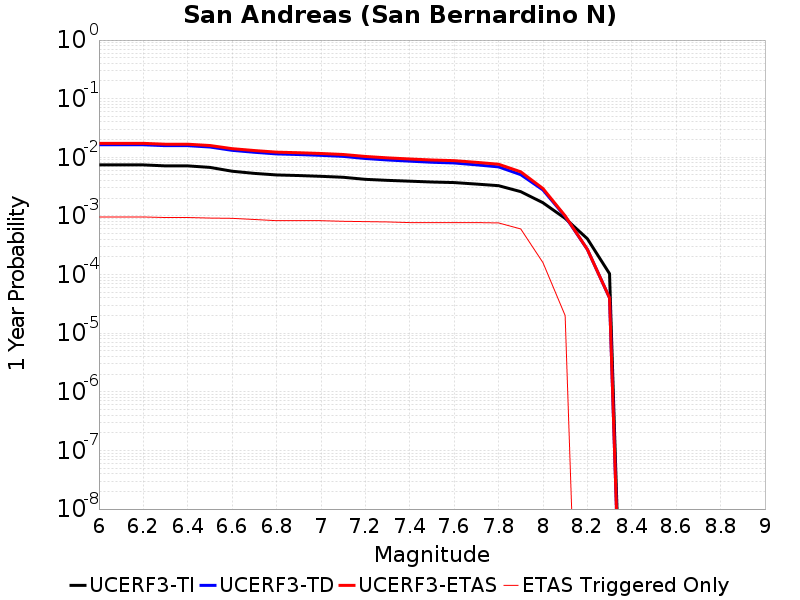 San Andreas (San Bernardino N)
10^0
10^-1
10^-2
10^-3
10^-4
10^-5
10^-6
10^-7
10^-8
1 Year Probability
6 6.2 6.4 6.6 6.8 7 7.2 7.4 7.6 7.8 8 8.2 8.4 8.6 8.8 9
Magnitude
UCERF3-TI UCERF3-TD UCERF3-ETAS ETAS Triggered Only